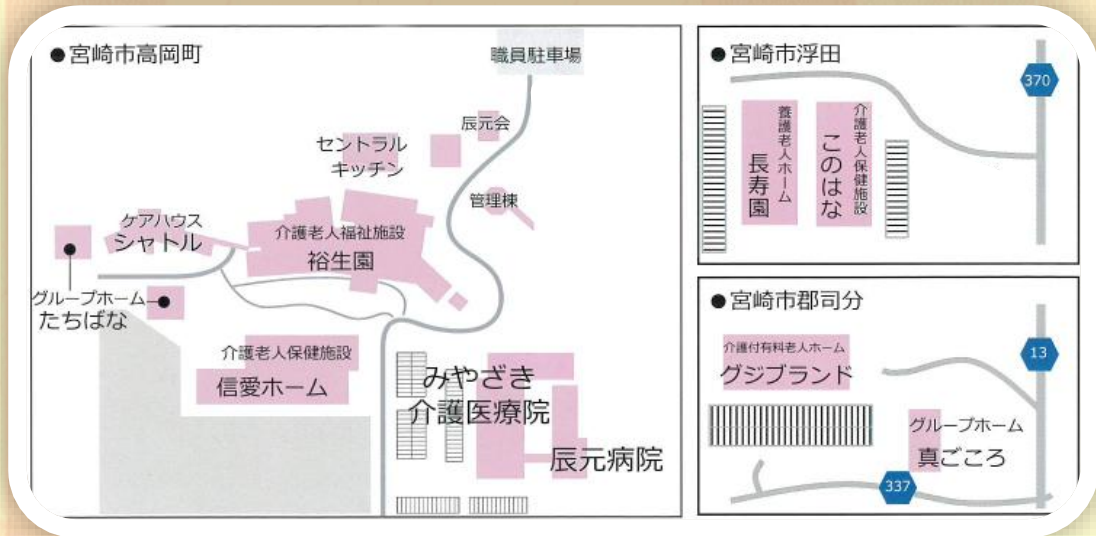 ●宮崎市高岡町
職員駐車場
辰元会
セントラル
キッチン
管理棟
ケアハウス
シャトル
介護老人福祉施設
裕生園
グループホーム
たちばな
介護老人保健施設
信愛ホーム
みやざき
介護医療院
辰元病院
●宮崎市浮田
370
養護老人ホーム
長寿園
介護老人保健施設
このはな
●宮崎市郡司分
13
介護付有料老人ホーム
グジブランド
グループホーム
真ごころ
337